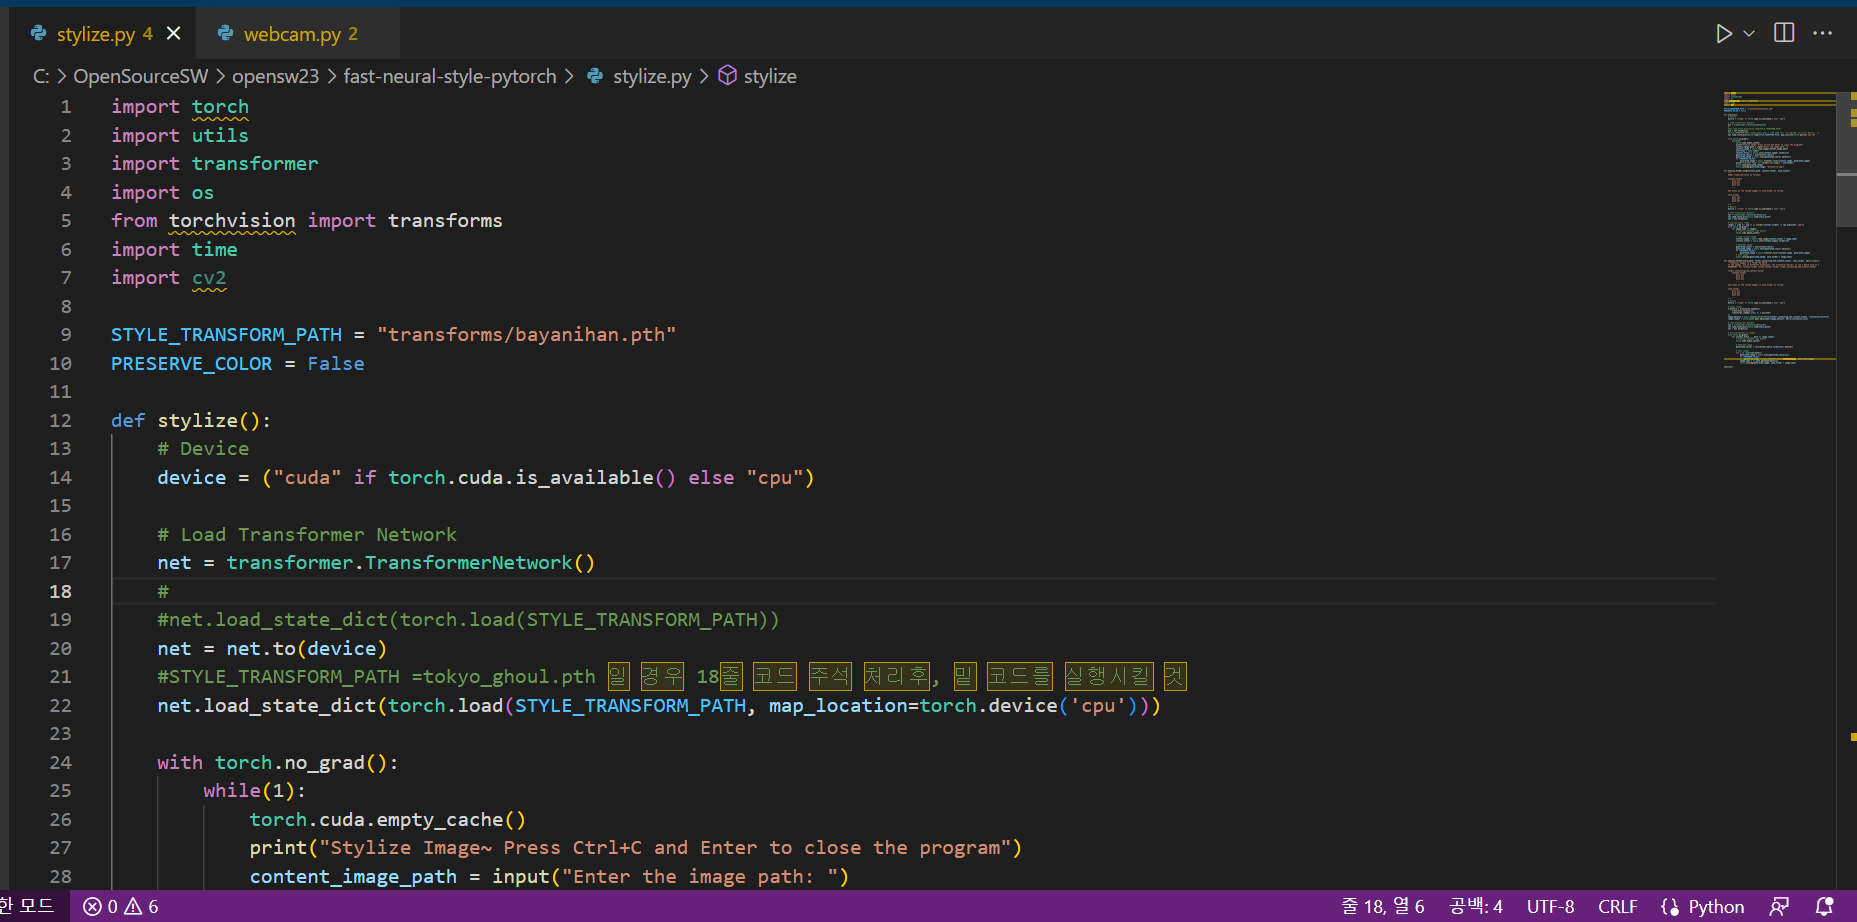 stylize.py 4
webcam.py 2
C: > OpenSourceSW > opensw23 > fast-neural-style-pytorch > stylize.py > stylize
1 import torch
2 import utils
3 import transformer
4 import os
5 from torchvision import transforms
6 import time
7 import cv2
8
9 STYLE_TRANSFORM_PATH = "transforms/bayanihan.pth"
10 PRESERVE_COLOR = False
11
12 def stylize():
13     # Device
14     device = ("cuda" if torch.cuda.is_available() else "cpu")
15
16     # Load Transformer Network
17     net = transformer.TransformerNetwork()
18     #
19     #net.load_state_dict(torch.load(STYLE_TRANSFORM_PATH))
20     net = net.to(device)
21     #STYLE_TRANSFORM_PATH =tokyo_ghoul.pth 일 경우 18줄 코드 주석 처리후, 밑 코드를 실행시킬 것
22     net.load_state_dict(torch.load(STYLE_TRANSFORM_PATH, map_location=torch.device('cpu')))
23
24     with torch.no_grad():
25         while(1):
26             torch.cuda.empty_cache()
27             print("Stylize Image~ Press Ctrl+C and Enter to close the program")
28             content_image_path = input("Enter the image path: ")
한 모드 0 6 줄 18, 열 6 공백: 4 UTF-8 CRLF Python